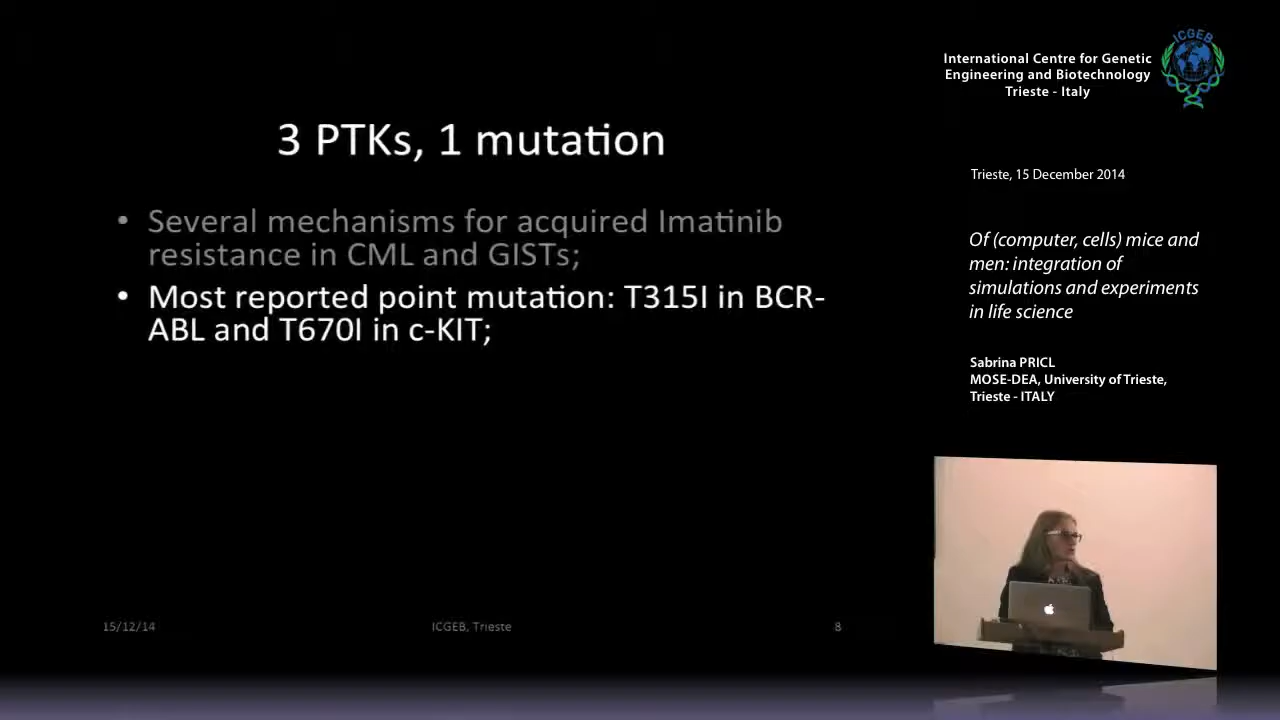 3 PTKs, 1 mutation
• Several mechanisms for acquired Imatinib
resistance in CML and GISTs;
• Most reported point mutation: T315I in BCR-
ABL and T670I in c-KIT;
15/12/14
ICGEB, Trieste
8
International Centre for Genetic
Engineering and Biotechnology
Trieste - Italy
ICGEB
Trieste, 15 December 2014
Of (computer, cells) mice and
men: integration of
simulations and experiments
in life science
Sabrina PRICL
MOSE-DEA, University of Trieste,
Trieste - ITALY